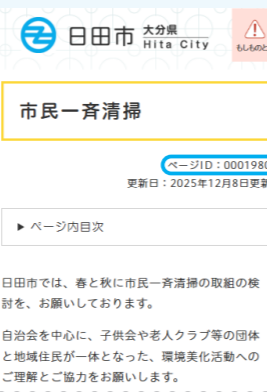 日田市 大分県
Hita City
もしものと
市民一斉清掃
ページID：0001980
更新日：2025年12月8日更新
▶ ページ内目次
日田市では、春と秋に市民一斉清掃の取組の検
討を、お願いしております。
自治会を中心に、子供会や老人クラブ等の団体
と地域住民が一体となった、環境美化活動への
ご理解とご協力をお願いします。